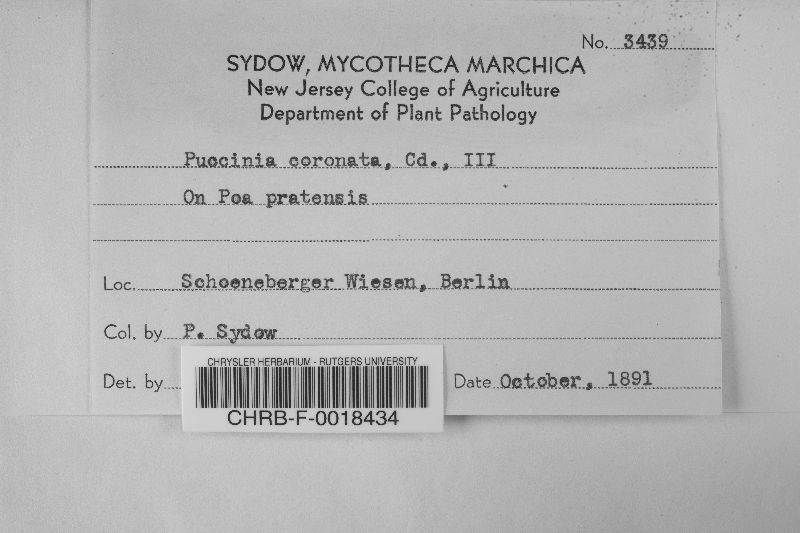 No. 3439
SYDOW, MYCOTHECA MARCHICA
New Jersey College of Agriculture
Department of Plant Pathology
Puccinia coronata, Cd., III
On Poa pratensis
Loc. Schoeneberger Wiesen, Berlin
Col. by P. Sydow
CHRYSLER HERBARIUM - RUTGERS UNIVERSITY
Det. by
Date October, 1891
CHRB-F-0018434